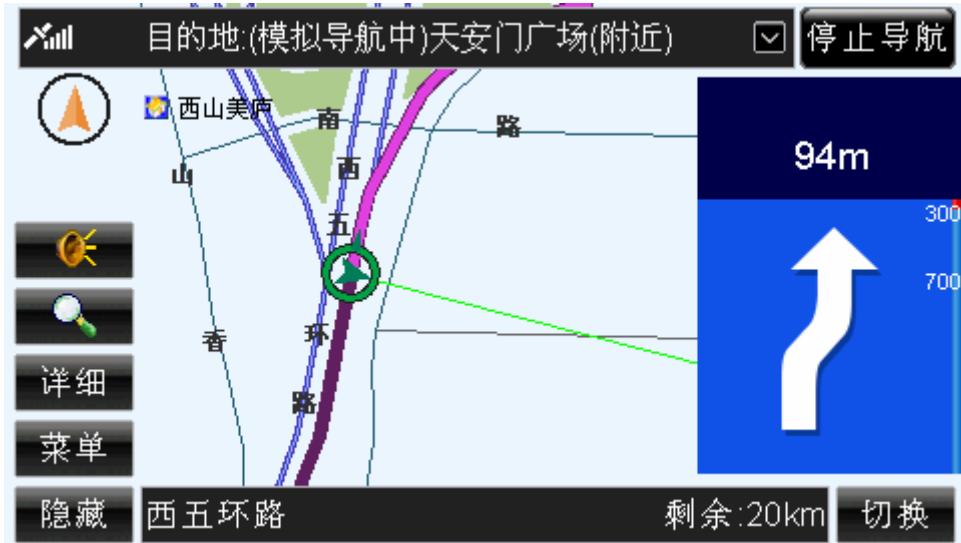 目的地:(模拟导航中)天安门广场(附近)
停止导航
西山美庐
南
路
山
西
五
环
路
香
94m
300
700
详细
菜单
隐藏
西五环路
剩余:20km
切换